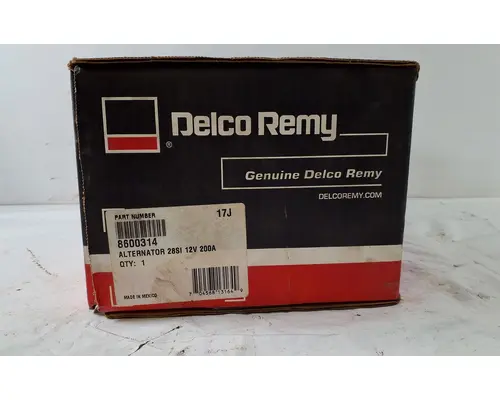 Delco Remy
®
Genuine Delco Remy
DELCOREMY.COM
PART NUMBER 17J
8600314
ALTERNATOR 28SI 12V 200A
QTY: 1
MADE IN MEXICO